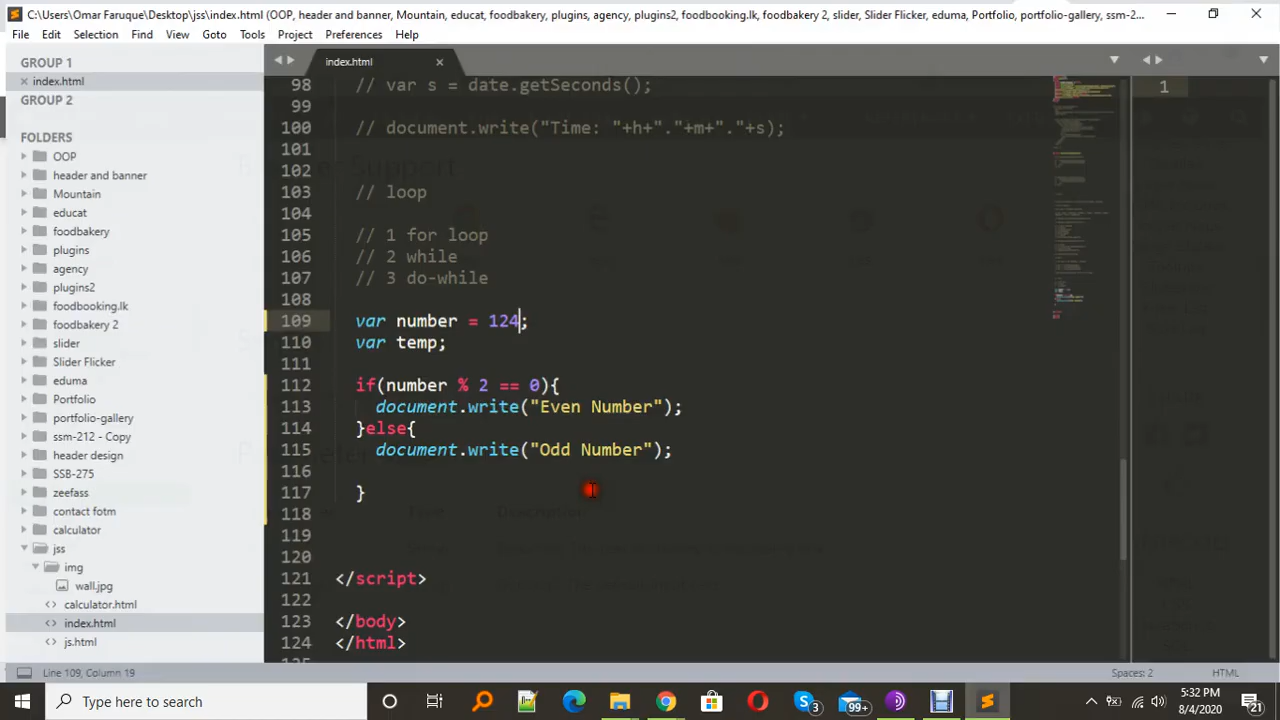 C:\Users\Omar Faruque\Desktop\jss\index.html (OOP, header and banner, Mountain, educat, foodbakery, plugins, agency, plugins2, foodbooking.lk, foodbakery 2, slider, Slider Flicker, eduma, Portfolio, portfolio-gallery, ssm-2...
File Edit Selection Find View Goto Tools Project Preferences Help
GROUP 1
index.html
GROUP 2
FOLDERS
OOP
header and banner
Mountain
educat
foodbakery
plugins
agency
plugins2
foodbooking.lk
foodbakery 2
slider
Slider Flicker
eduma
Portfolio
portfolio-gallery
ssm-212 - Copy
header design
SSB-275
zeefass
contact fotm
calculator
jss
img
wall.jpg
calculator.html
index.html
js.html
index.html
98 // var s = date.getSeconds();
99
100 // document.write("Time: "+h+"."+m+"."+s);
101
102
103 // loop
104
105 // 1 for loop
106 // 2 while
107 // 3 do-while
108
109 var number = 124;
110 var temp;
111
112 if(number % 2 == 0){
113 document.write("Even Number");
114 }else{
115 document.write("Odd Number");
116
117 }
118
119
120
121 </script>
122
123 </body>
124 </html>
125
1
Line 109, Column 19
Spaces: 2 HTML
Type here to search
3
99+
5:32 PM
8/4/2020
21